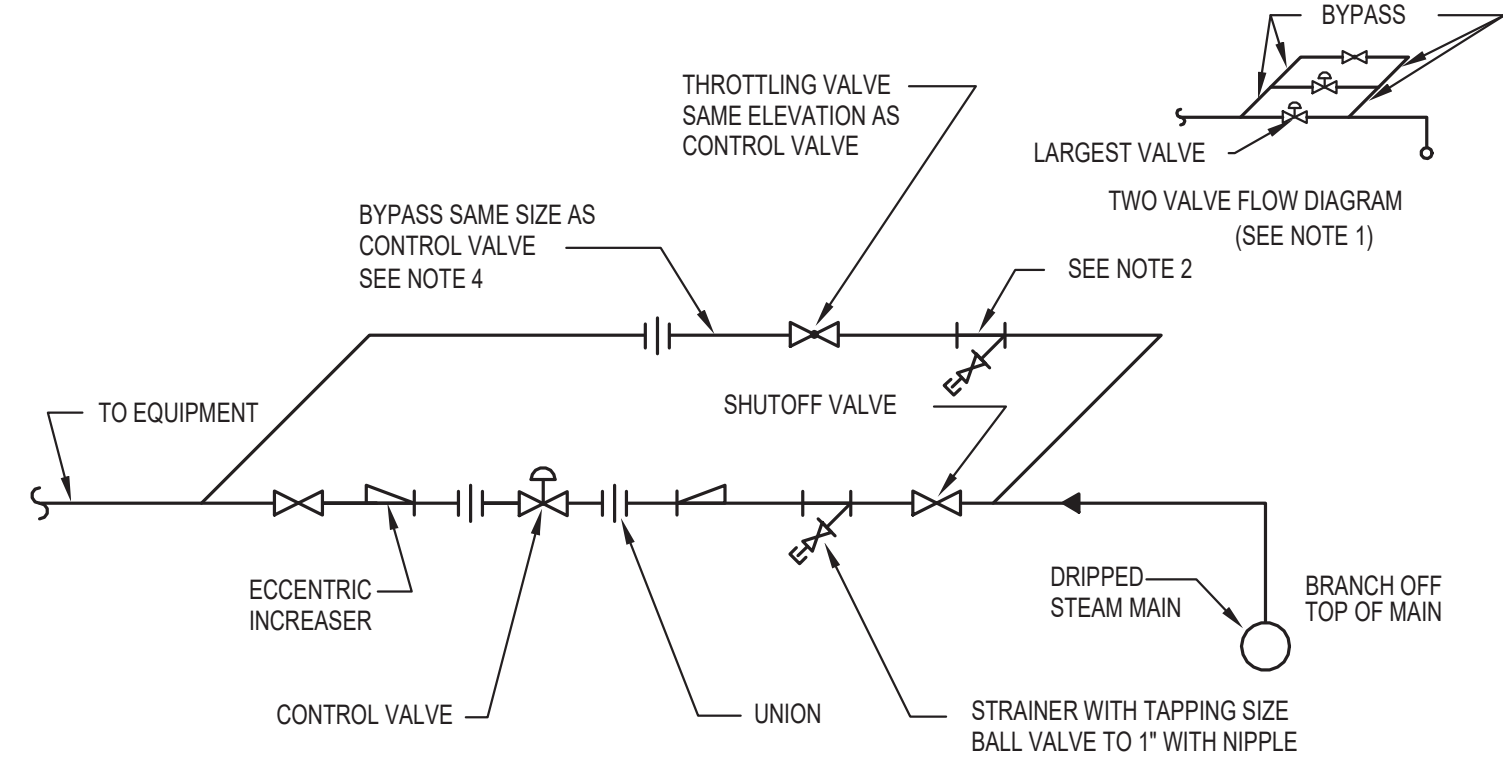 BYPASS
THROTTLING VALVE
SAME ELEVATION AS
CONTROL VALVE
LARGEST VALVE
TWO VALVE FLOW DIAGRAM
(SEE NOTE 1)
BYPASS SAME SIZE AS
CONTROL VALVE
SEE NOTE 4
SEE NOTE 2
TO EQUIPMENT
SHUTOFF VALVE
ECCENTRIC
INCREASER
DRIPPED
STEAM MAIN
BRANCH OFF
TOP OF MAIN
CONTROL VALVE
UNION
STRAINER WITH TAPPING SIZE
BALL VALVE TO 1" WITH NIPPLE